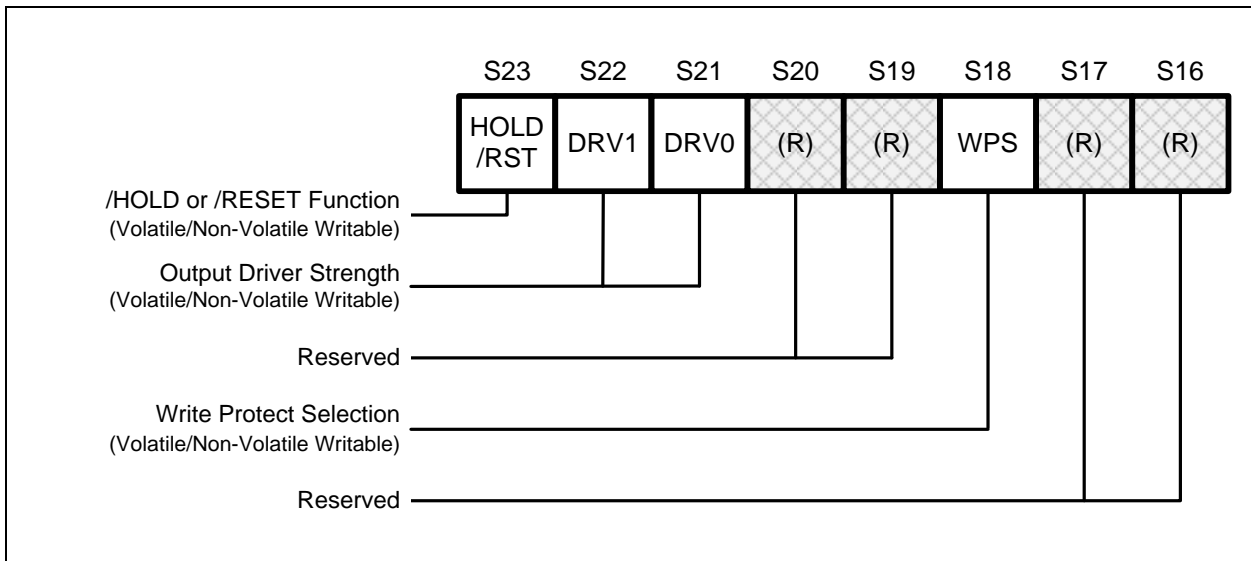 S23 S22 S21 S20 S19 S18 S17 S16
HOLD
/RST DRV1 DRV0 (R) (R) WPS (R) (R)
/HOLD or /RESET Function
(Volatile/Non-Volatile Writable)
Output Driver Strength
(Volatile/Non-Volatile Writable)
Reserved
Write Protect Selection
(Volatile/Non-Volatile Writable)
Reserved